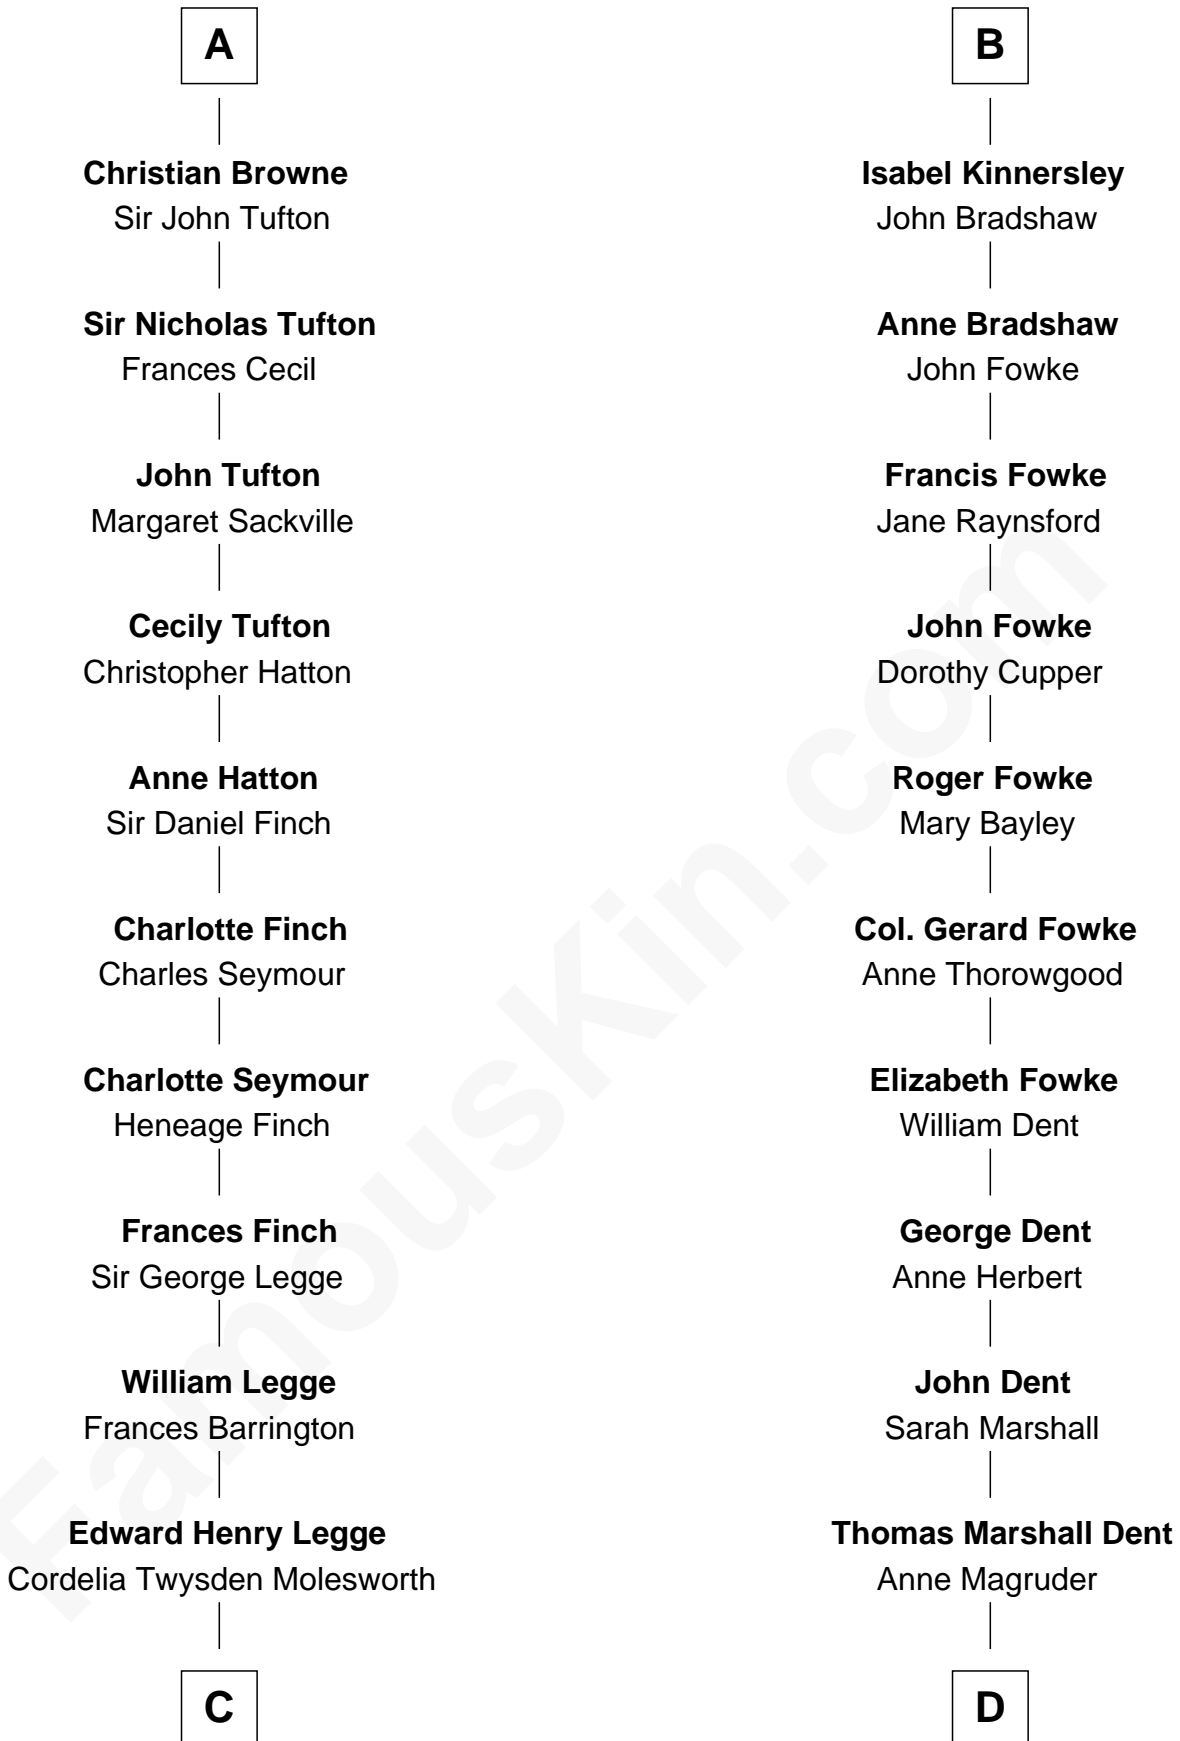 A
Christian Browne
Sir John Tufton
Sir Nicholas Tufton
Frances Cecil
John Tufton
Margaret Sackville
Cecily Tufton
Christopher Hatton
Anne Hatton
Sir Daniel Finch
Charlotte Finch
Charles Seymour
Charlotte Seymour
Heneage Finch
Frances Finch
Sir George Legge
William Legge
Frances Barrington
Edward Henry Legge
Cordelia Twysden Molesworth
C
B
Isabel Kinnersley
John Bradshaw
Anne Bradshaw
John Fowke
Francis Fowke
Jane Raynsford
John Fowke
Dorothy Cupper
Roger Fowke
Mary Bayley
Col. Gerard Fowke
Anne Thorowgood
Elizabeth Fowke
William Dent
George Dent
Anne Herbert
John Dent
Sarah Marshall
Thomas Marshall Dent
Anne Magruder
D
FamousKin.com